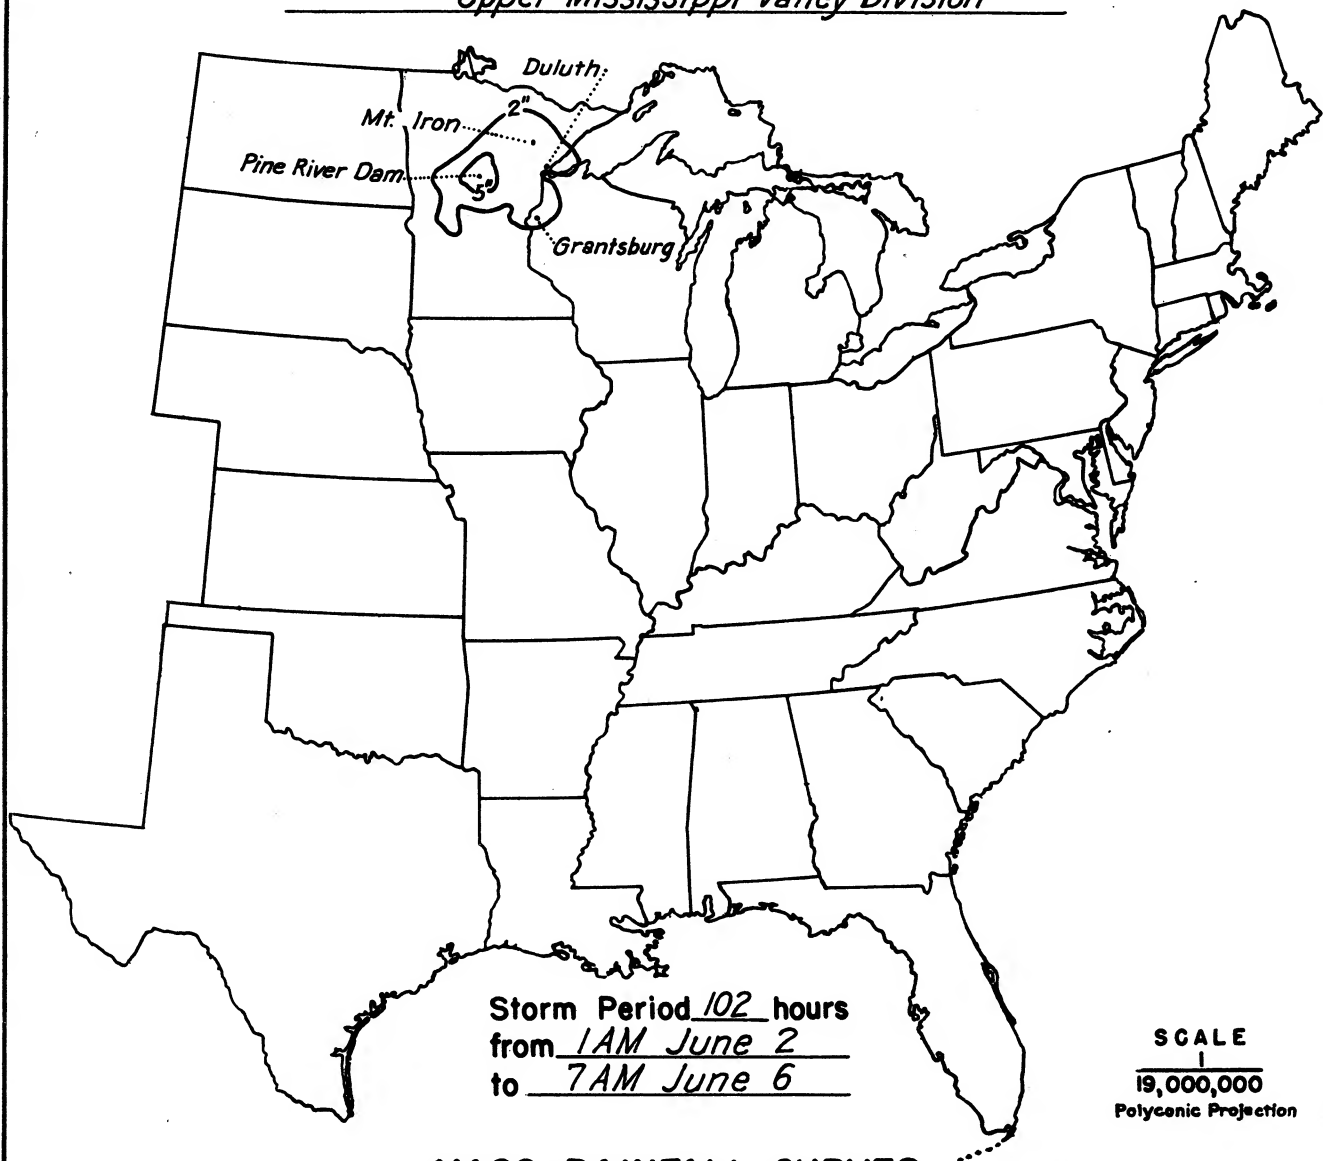 Upper Mississippi Valley Division
Duluth
2"
Mt. Iron
Pine River Dam
5"
Grantsburg
Storm Period 102 hours
from 1AM June 2
to 7AM June 6
SCALE
1
19,000,000
Polyconic Projection
MASS RAINFALL CURVES